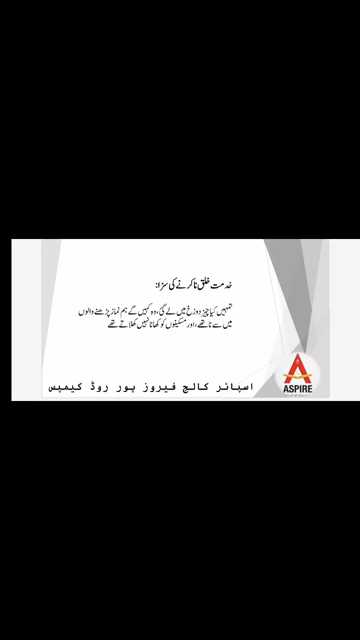 خدمت خلق نا کرنے کی سزا:
تمہیں کیا چیز دوزخ میں لے گئی، وہ کہیں گے ہم نماز پڑھنے والوں
میں سے نا تھے، اور مسکینوں کو کھانا نہیں کھلاتے تھے
ASPIRE
اسپائر کالج فیروز پور روڈ کیمپس